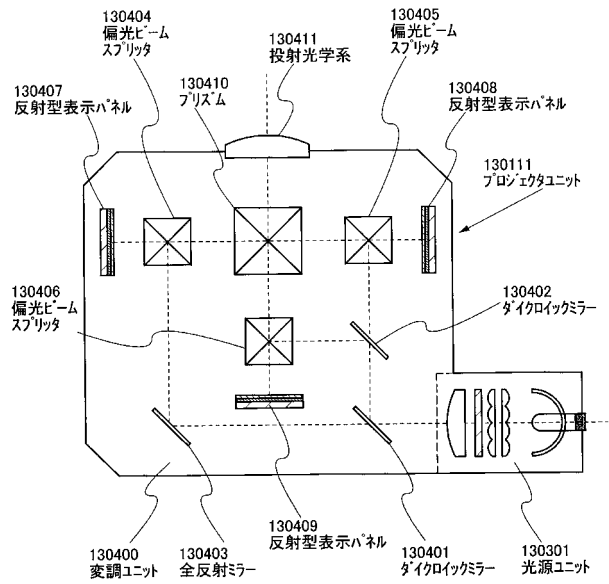 130404
偏光ビーム
スプリッタ
130411
投射光学系
130405
偏光ビーム
スプリッタ
130410
プリズム
130407
反射型表示パネル
130408
反射型表示パネル
130111
プロジェクタユニット
130406
偏光ビーム
スプリッタ
130402
ダイクロイックミラー
130400
変調ユニット
130403
全反射ミラー
130409
反射型表示パネル
130401
ダイクロイックミラー
130301
光源ユニット